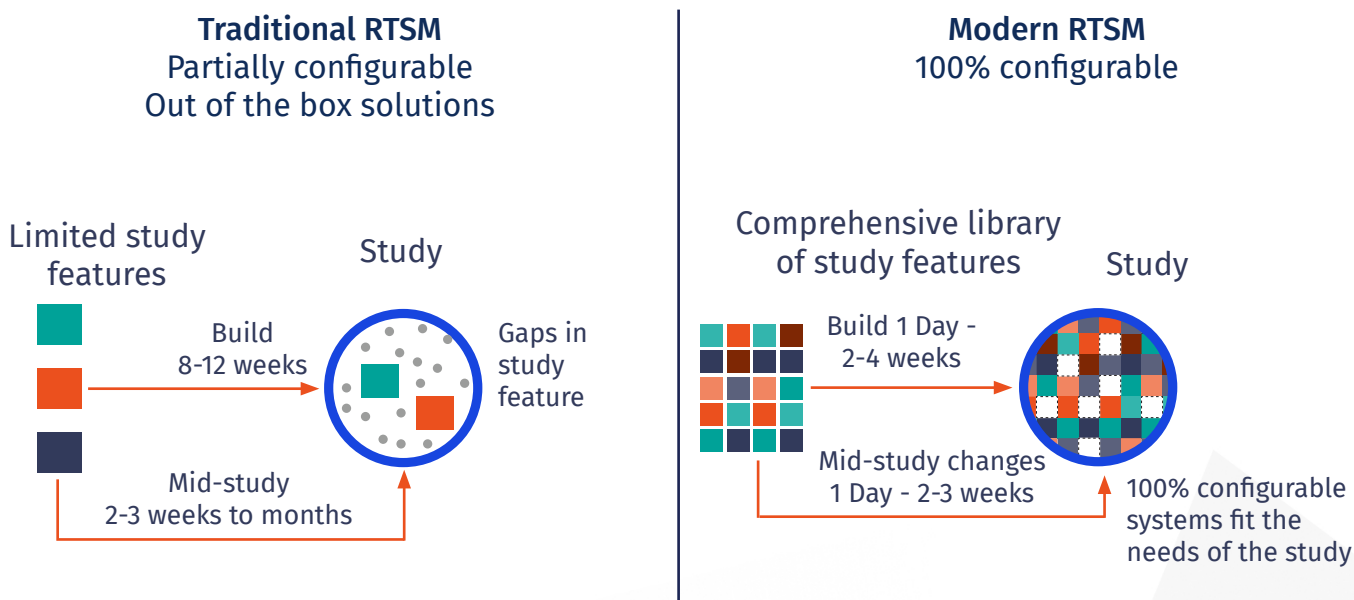 Traditional RTSM
Partially configurable
Out of the box solutions
Limited study
features
Study
Build
8-12 weeks
Gaps in
study
feature
Mid-study
2-3 weeks to months
Modern RTSM
100% configurable
Comprehensive library
of study features
Study
Build 1 Day -
2-4 weeks
Mid-study changes
1 Day - 2-3 weeks
100% configurable
systems fit the
needs of the study